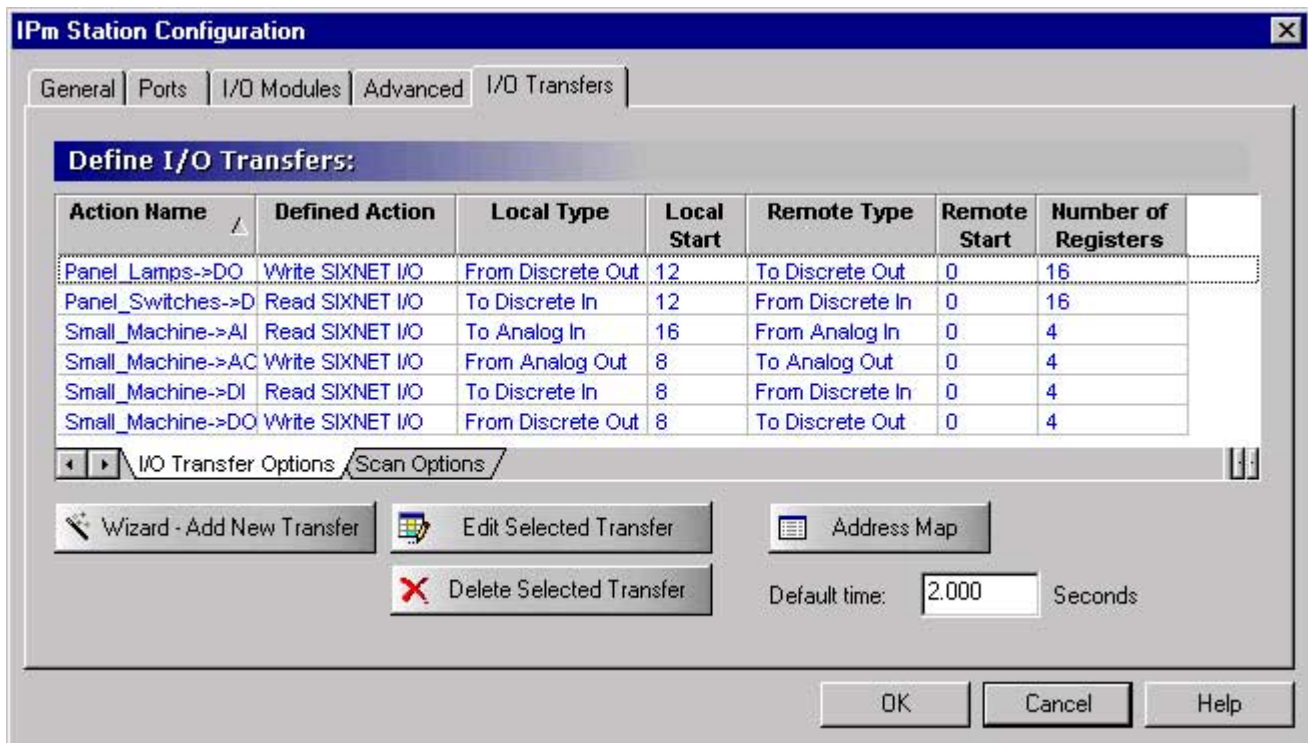 IPm Station Configuration
General Ports I/O Modules Advanced I/O Transfers
Define I/O Transfers:
Action Name Defined Action Local Type Local Start Remote Type Remote Start Number of Registers
Panel_Lamps->DO Write SIXNET I/O From Discrete Out 12 To Discrete Out 0 16
Panel_Switches->D Read SIXNET I/O To Discrete In 12 From Discrete In 0 16
Small_Machine->AI Read SIXNET I/O To Analog In 16 From Analog In 0 4
Small_Machine->AO Write SIXNET I/O From Analog Out 8 To Analog Out 0 4
Small_Machine->DI Read SIXNET I/O To Discrete In 8 From Discrete In 0 4
Small_Machine->DO Write SIXNET I/O From Discrete Out 8 To Discrete Out 0 4
I/O Transfer Options Scan Options
Wizard - Add New Transfer Edit Selected Transfer Address Map
Delete Selected Transfer Default time: 2.000 Seconds
OK Cancel Help